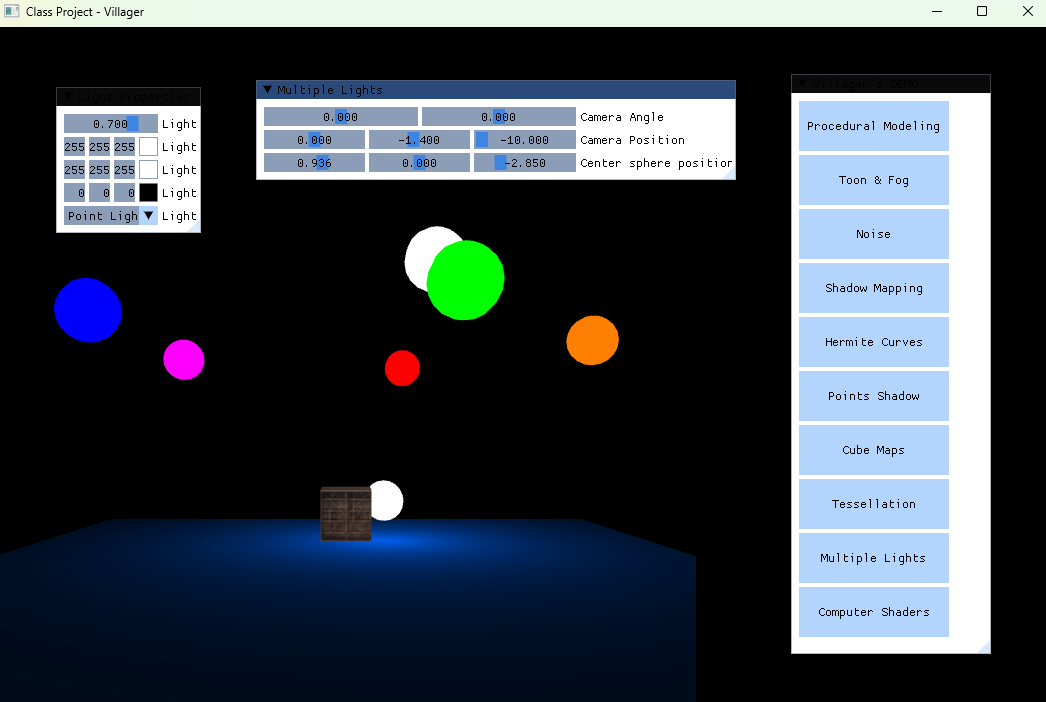 Class Project - Villager
Light Properties
0.700 Light
255 255 255 Light
255 255 255 Light
0 0 0 Light
Point Ligh Light
Multiple Lights
0.000 0.000 Camera Angle
0.000 -1.400 -10.000 Camera Position
0.936 0.000 -2.850 Center sphere position
Villager's DEMO
Procedural Modeling
Toon & Fog
Noise
Shadow Mapping
Hermite Curves
Points Shadow
Cube Maps
Tessellation
Multiple Lights
Computer Shaders